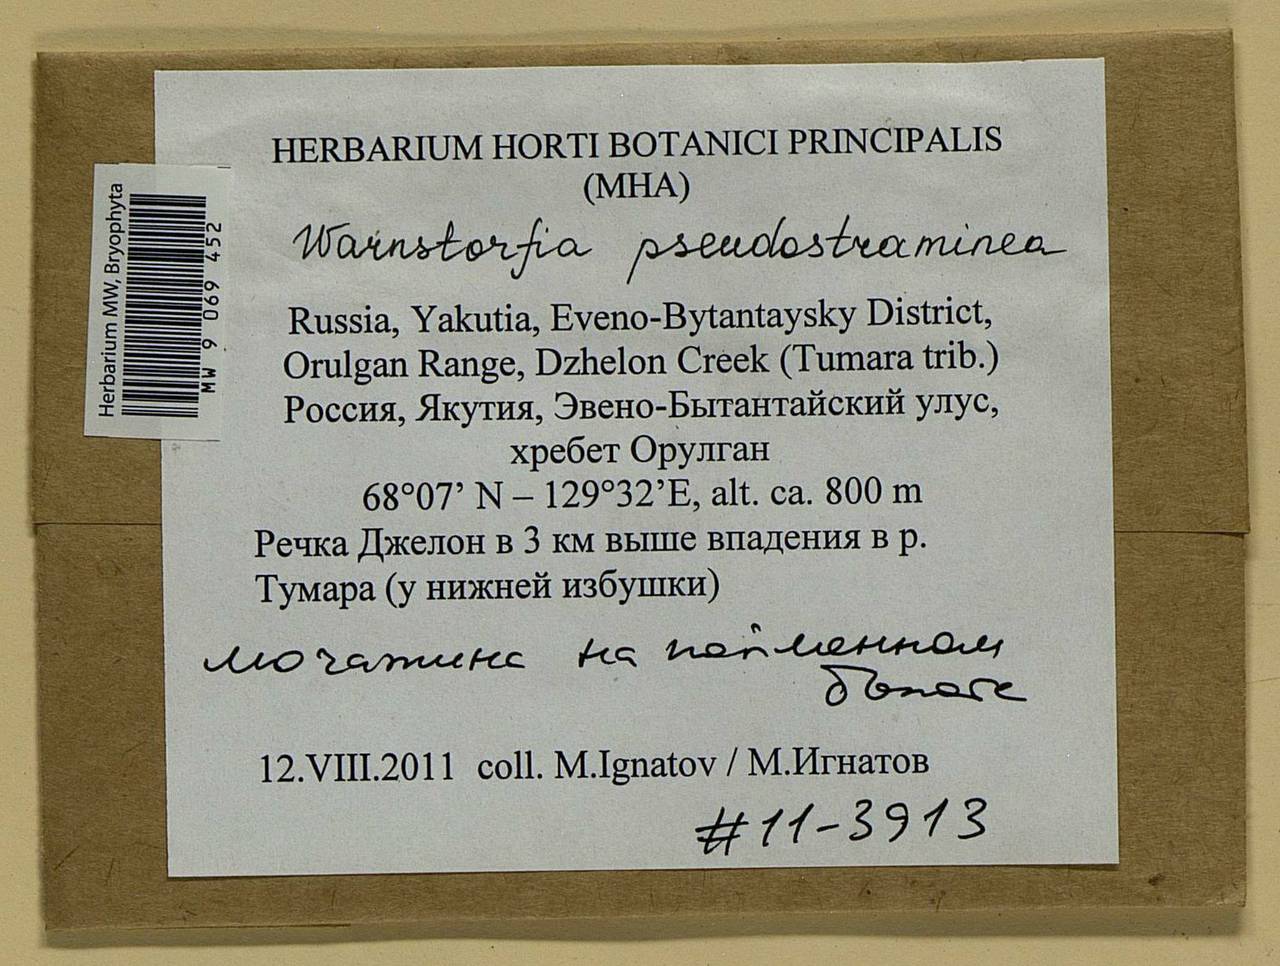 HERBARIUM HORTI BOTANICI PRINCIPALIS
(MHA)
Warnstorfia pseudostraminea
Russia, Yakutia, Eveno-Bytantaysky District,
Orulgan Range, Dzhelon Creek (Tumara trib.)
Россия, Якутия, Эвено-Бытантайский улус,
хребет Орулган
68°07’ N – 129°32’E, alt. ca. 800 m
Речка Джелон в 3 км выше впадения в р.
Тумара (у нижней избушки)
мочажина на пойменном
болоте
12.VIII.2011 coll. M.Ignatov / М.Игнатов
#11-3913
Herbarium MW, Bryophyta
MW 9 069 452